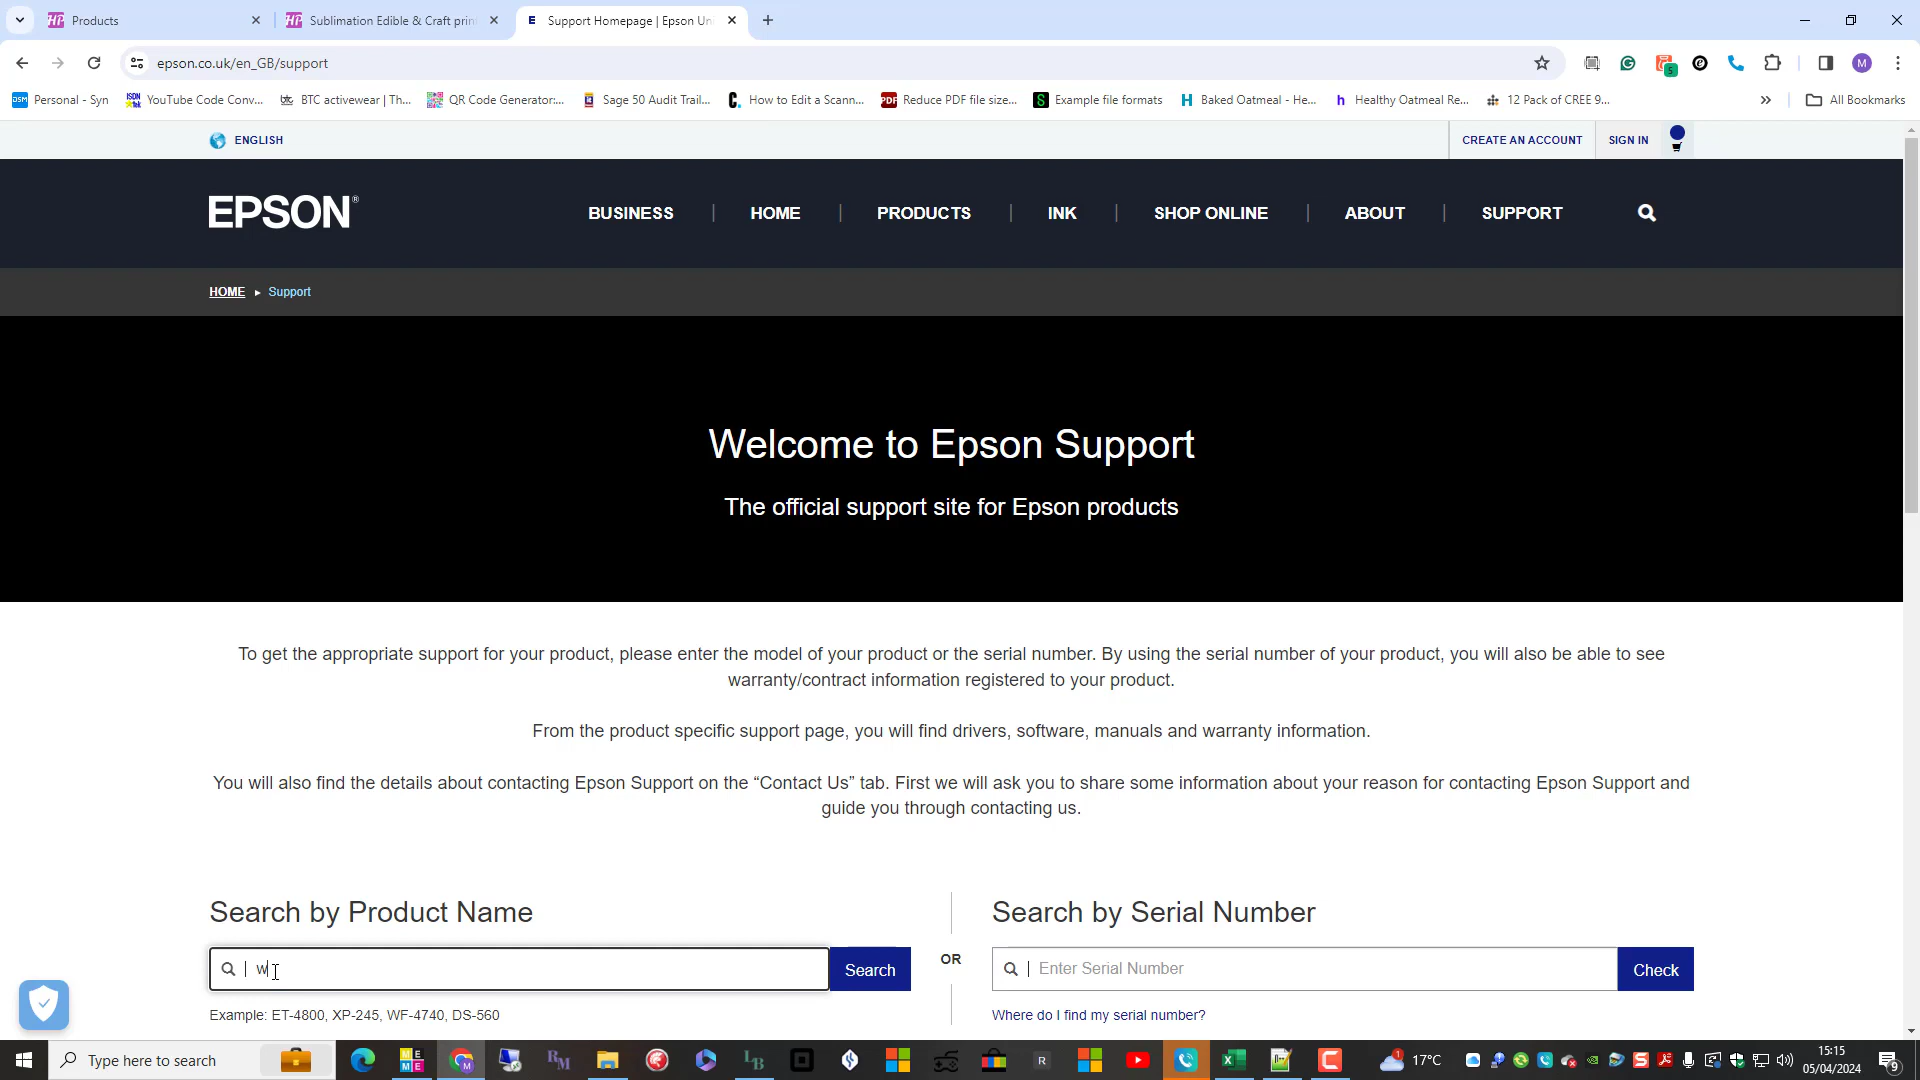 Products
Sublimation Edible & Craft prin
Support Homepage | Epson Un
epson.co.uk/en_GB/support
Personal - Syn
YouTube Code Conv...
BTC activewear | Th...
QR Code Generator:...
Sage 50 Audit Trail...
How to Edit a Scann...
Reduce PDF file size...
Example file formats
Baked Oatmeal - He...
Healthy Oatmeal Re...
12 Pack of CREE 9...
All Bookmarks
ENGLISH
CREATE AN ACCOUNT
SIGN IN
EPSON®
BUSINESS | HOME | PRODUCTS | INK | SHOP ONLINE | ABOUT | SUPPORT
HOME ▸ Support
Welcome to Epson Support
The official support site for Epson products
To get the appropriate support for your product, please enter the model of your product or the serial number. By using the serial number of your product, you will also be able to see
warranty/contract information registered to your product.
From the product specific support page, you will find drivers, software, manuals and warranty information.
You will also find the details about contacting Epson Support on the “Contact Us” tab. First we will ask you to share some information about your reason for contacting Epson Support and
guide you through contacting us.
Search by Product Name
w
Search
Example: ET-4800, XP-245, WF-4740, DS-560
OR
Search by Serial Number
Enter Serial Number
Check
Where do I find my serial number?
Type here to search
17°C
15:15
05/04/2024
9